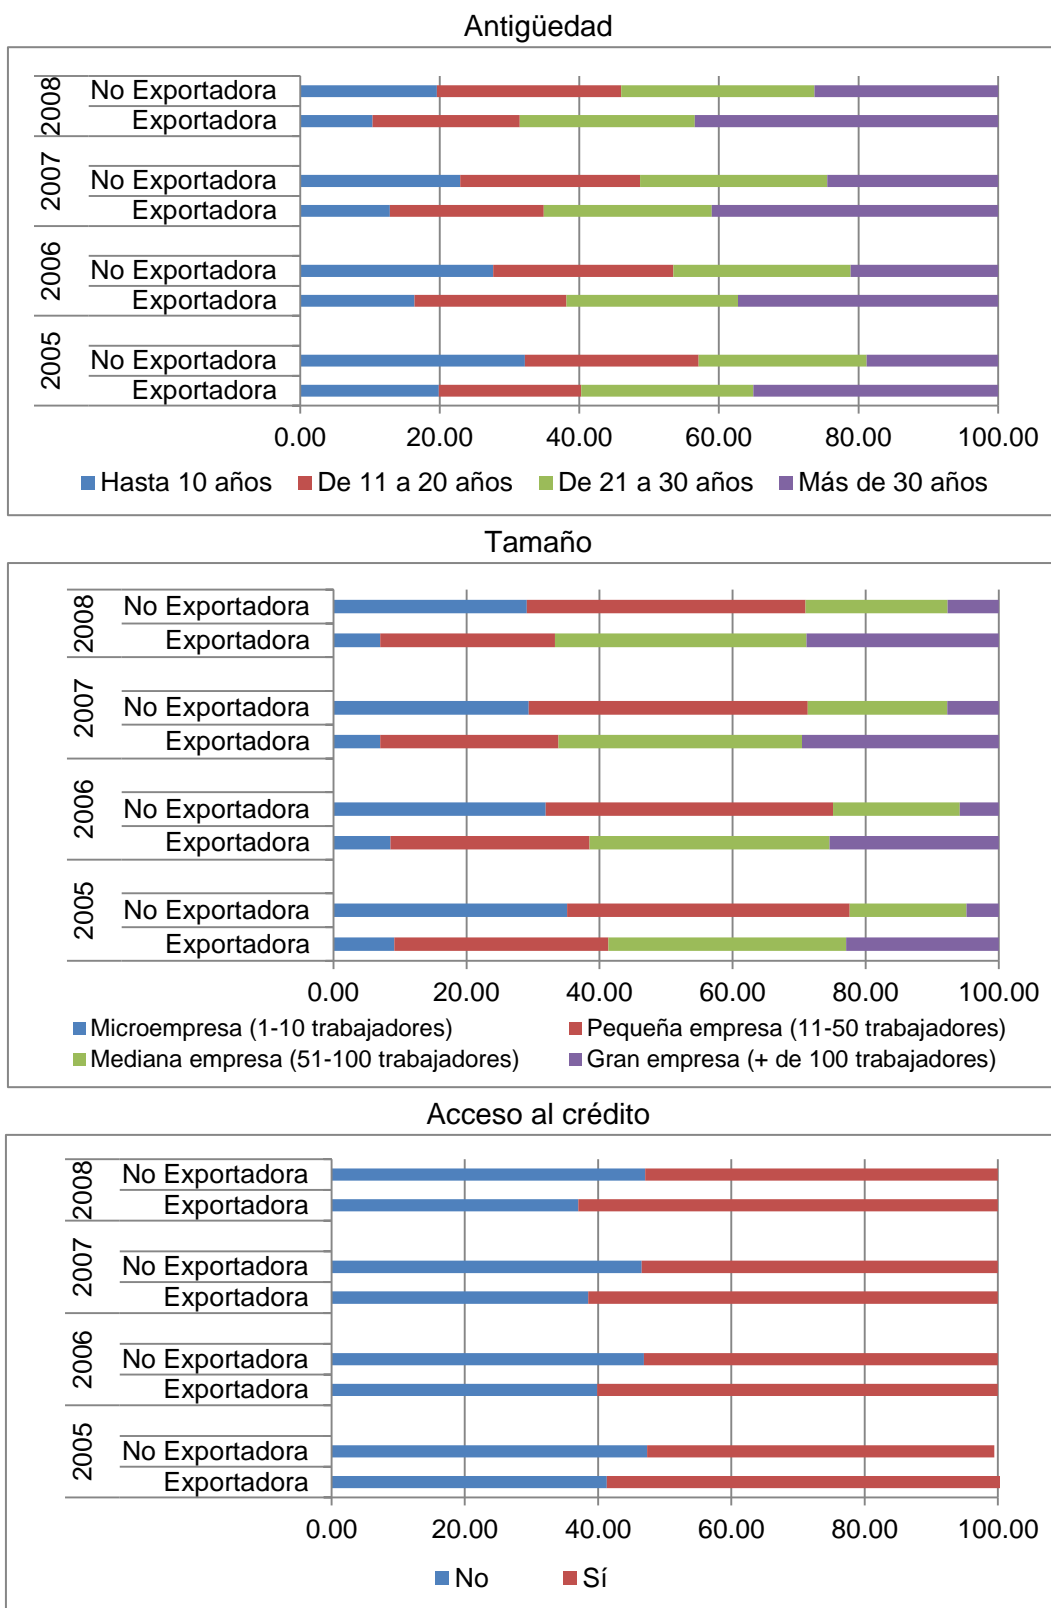 Antigüedad
2008
No Exportadora
Exportadora
2007
No Exportadora
Exportadora
2006
No Exportadora
Exportadora
2005
No Exportadora
Exportadora
0.00 20.00 40.00 60.00 80.00 100.00
Hasta 10 años De 11 a 20 años De 21 a 30 años Más de 30 años
Tamaño
2008
No Exportadora
Exportadora
2007
No Exportadora
Exportadora
2006
No Exportadora
Exportadora
2005
No Exportadora
Exportadora
0.00 20.00 40.00 60.00 80.00 100.00
Microempresa (1-10 trabajadores) Pequeña empresa (11-50 trabajadores)
Mediana empresa (51-100 trabajadores) Gran empresa (+ de 100 trabajadores)
Acceso al crédito
2008
No Exportadora
Exportadora
2007
No Exportadora
Exportadora
2006
No Exportadora
Exportadora
2005
No Exportadora
Exportadora
0.00 20.00 40.00 60.00 80.00 100.00
No Sí